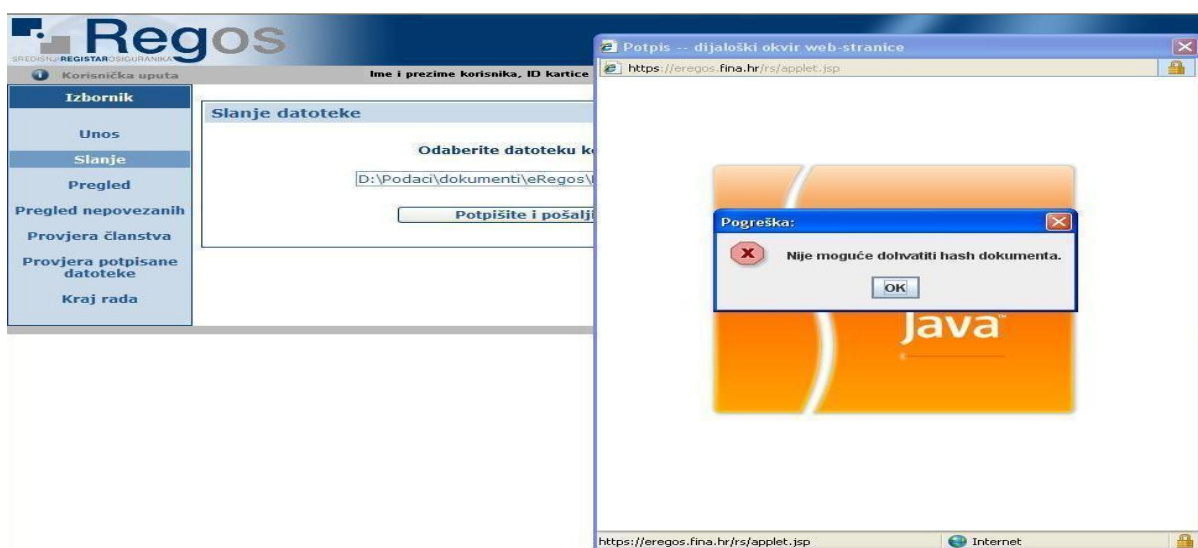 Regos
SREDIŠNJI REGISTAR OSIGURANIKA
Korisnička uputa
Ime i prezime korisnika, ID kartice
Izbornik
Unos
Slanje
Pregled
Pregled nepovezanih
Provjera članstva
Provjera potpisane
datoteke
Kraj rada
Slanje datoteke
Odaberite datoteku k
D:\Podaci\dokumenti\eRegos\
Potpišite i pošalji
Potpis -- dijaloški okvir web-stranice
https://eregos.fina.hr/rs/applet.jsp
Pogreška:
Nije moguće dohvatiti hash dokumenta.
OK
Java™
https://eregos.fina.hr/rs/applet.jsp
Internet